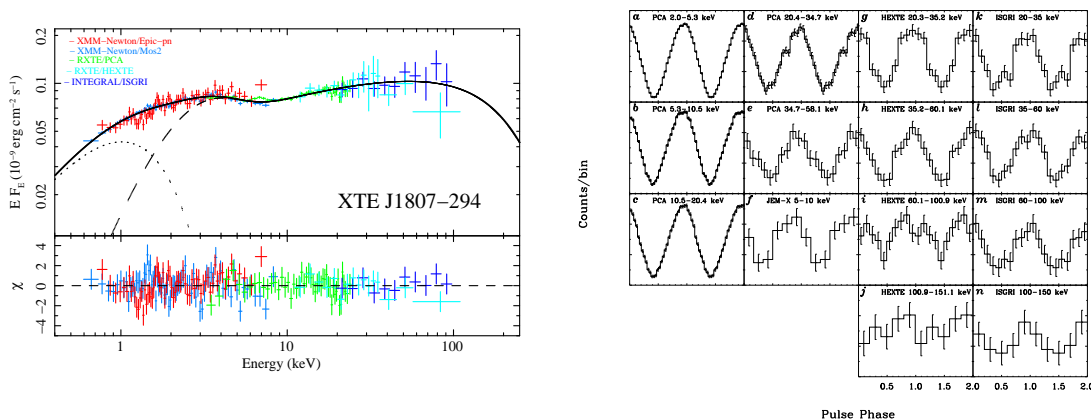 − XMM−Newton/Epic−pn
− XMM−Newton/Mos2
− RXTE/PCA
− RXTE/HEXTE
− INTEGRAL/ISGRI
0.2
0.1
0.05
0.02
E F_E (10⁻⁹ erg cm⁻² s⁻¹)
XTE J1807−294
4
2
0
−2
−4
χ
1 10 100
Energy (keV)
a PCA 2.0−5.3 keV
d PCA 20.4−34.7 keV
g HEXTE 20.3−35.2 keV
k ISGRI 20−35 keV
b PCA 5.3−10.5 keV
e PCA 34.7−58.1 keV
h HEXTE 35.2−60.1 keV
l ISGRI 35−60 keV
c PCA 10.5−20.4 keV
f JEM−X 5−10 keV
i HEXTE 60.1−100.9 keV
m ISGRI 60−100 keV
j HEXTE 100.9−151.1 keV
n ISGRI 100−150 keV
Counts/bin
0.5 1.0 1.5 2.0 0.5 1.0 1.5 2.0
Pulse Phase